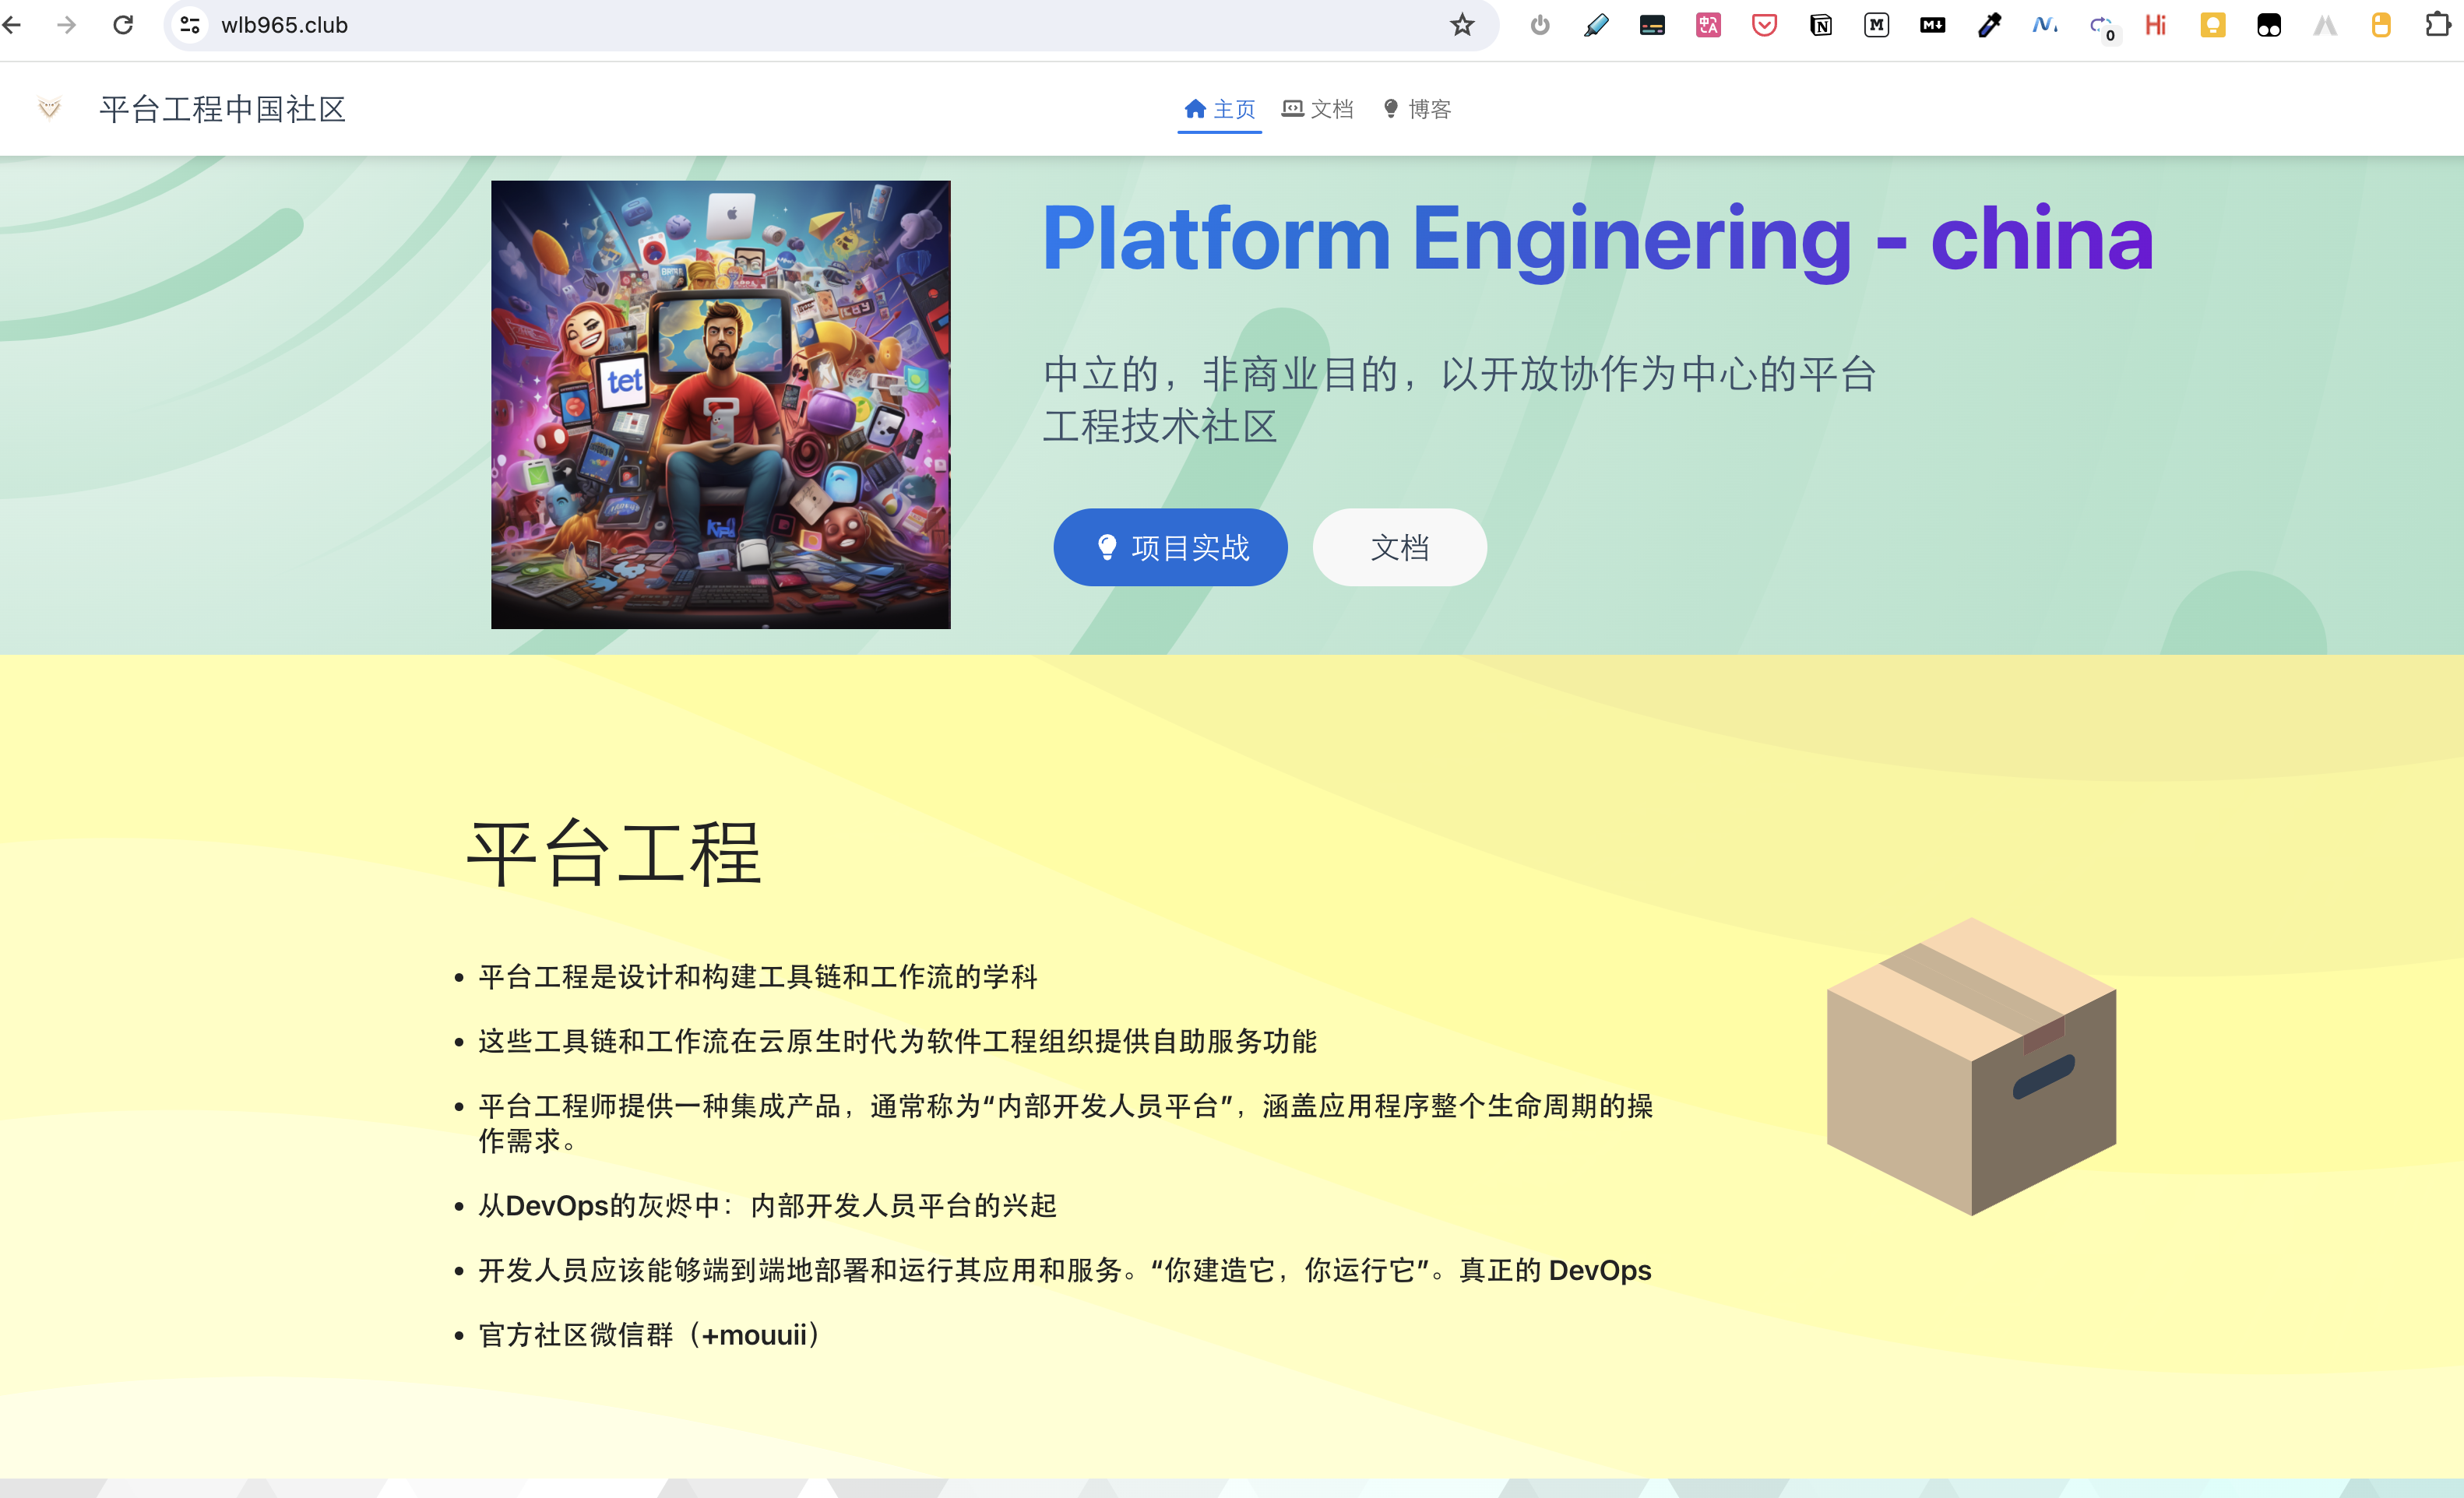 wlb965.club
0
Hi
平台工程中国社区
主页
文档
博客
Platform Enginering - china
tet
中立的，非商业目的，以开放协作为中心的平台
工程技术社区
项目实战
文档
平台工程
平台工程是设计和构建工具链和工作流的学科
这些工具链和工作流在云原生时代为软件工程组织提供自助服务功能
平台工程师提供一种集成产品，通常称为“内部开发人员平台”，涵盖应用程序整个生命周期的操
作需求。
从DevOps的灰烬中：内部开发人员平台的兴起
开发人员应该能够端到端地部署和运行其应用和服务。“你建造它，你运行它”。真正的 DevOps
官方社区微信群（+mouuii）